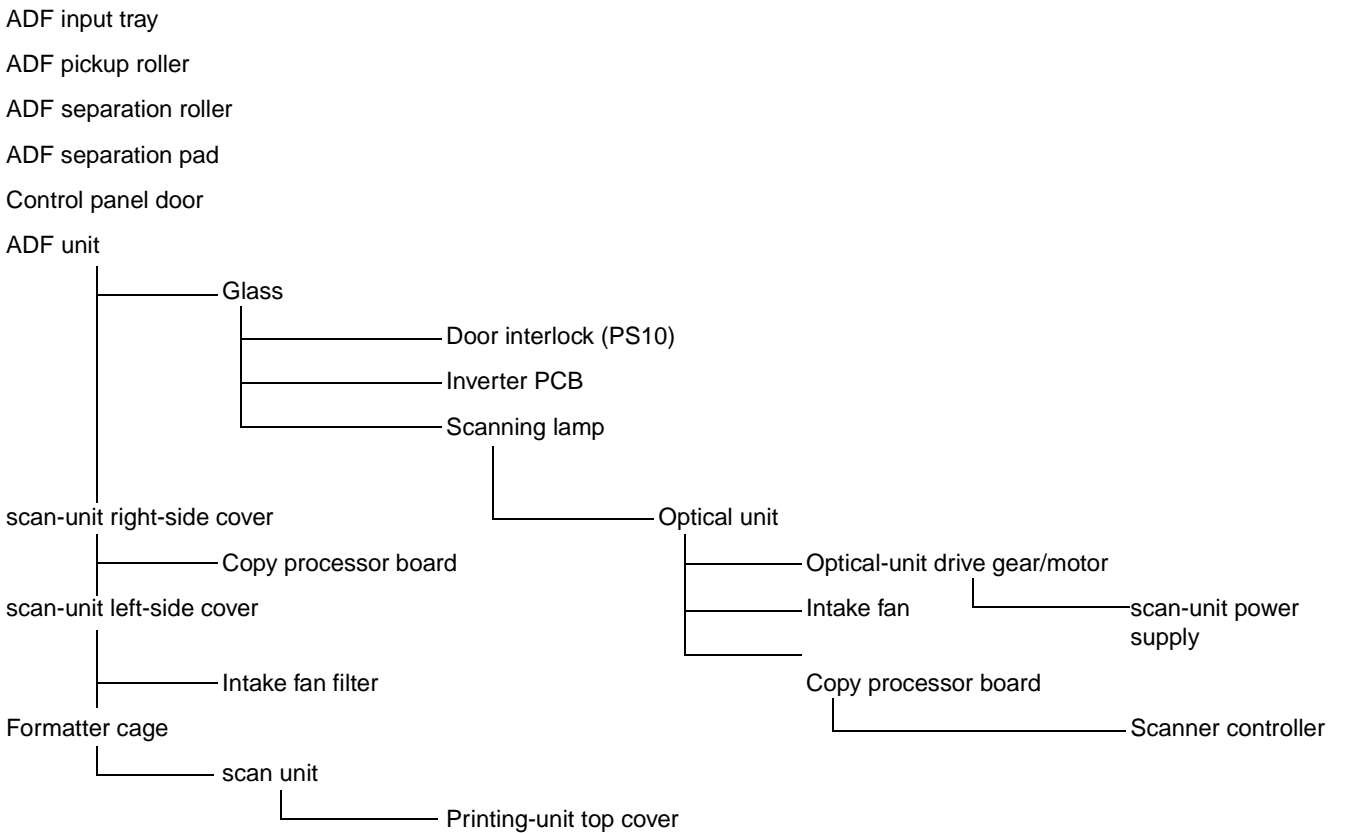 ADF input tray
ADF pickup roller
ADF separation roller
ADF separation pad
Control panel door
ADF unit
Glass
Door interlock (PS10)
Inverter PCB
Scanning lamp
scan-unit right-side cover
Optical unit
Copy processor board
Optical-unit drive gear/motor
scan-unit left-side cover
Intake fan
scan-unit power
supply
Intake fan filter
Copy processor board
Formatter cage
Scanner controller
scan unit
Printing-unit top cover